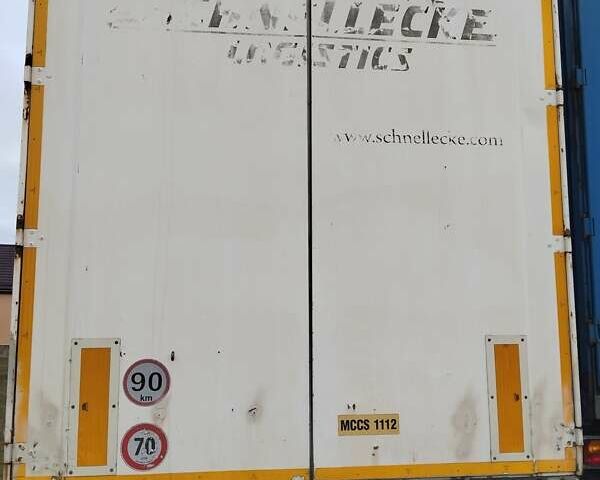 SCHNELLECKE
LOGISTICS
www.schnellecke.com
90
km
MCCS 1112
70